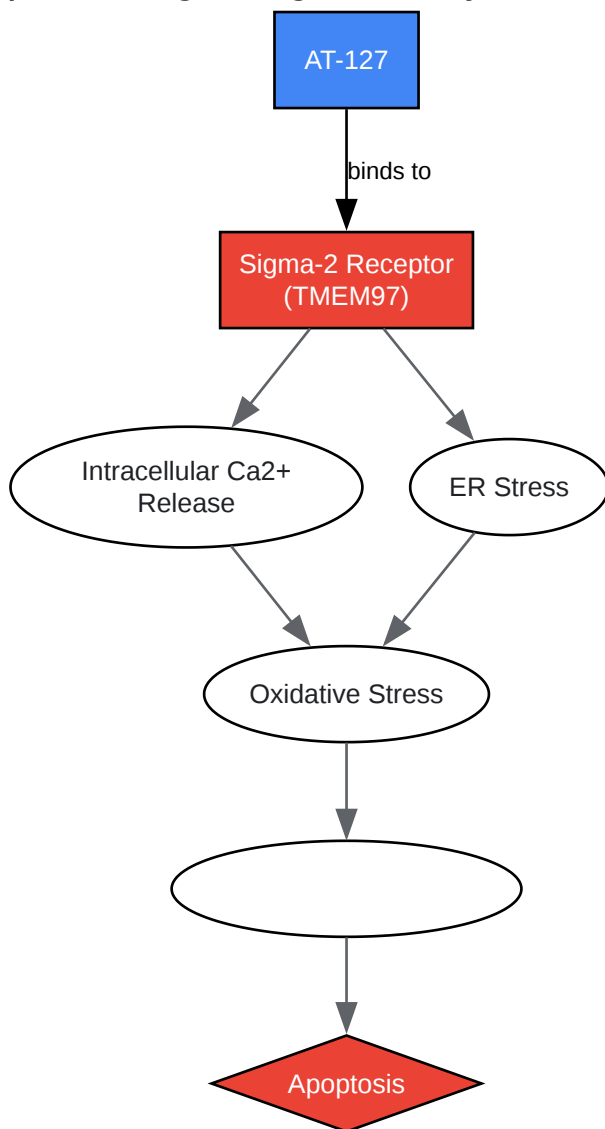 AT-127
binds to
Sigma-2 Receptor
(TMEM97)
Intracellular Ca2+
Release
ER Stress
Oxidative Stress
Apoptosis